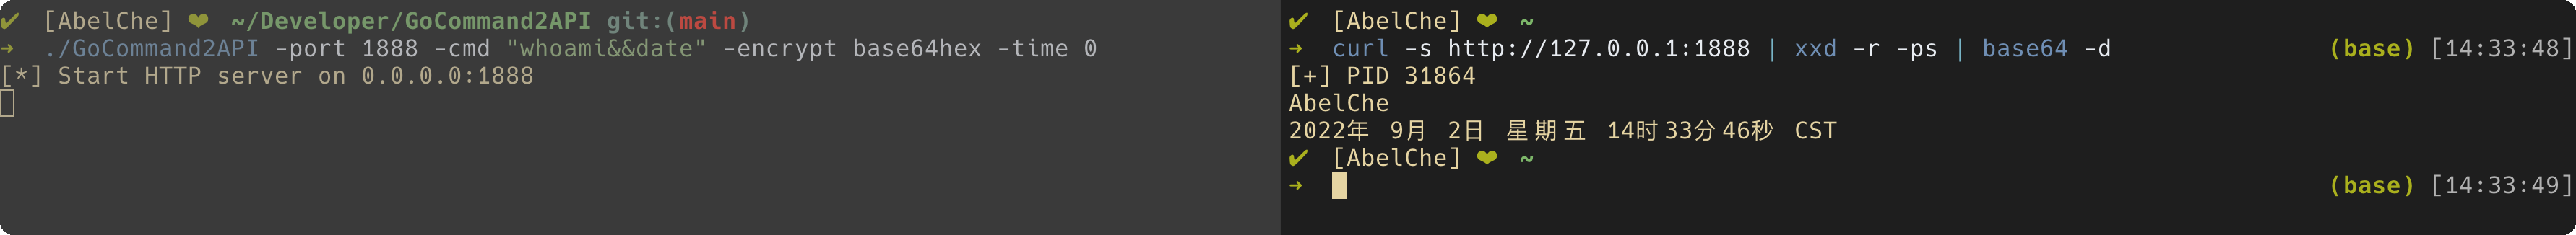 ✔ [AbelChe] ❤ ~/Developer/GoCommand2API git:(main)
➜ ./GoCommand2API -port 1888 -cmd "whoami&&date" -encrypt base64hex -time 0
[*] Start HTTP server on 0.0.0.0:1888
✔ [AbelChe] ❤ ~
➜ curl -s http://127.0.0.1:1888 | xxd -r -ps | base64 -d (base) [14:33:48]
[+] PID 31864
AbelChe
2022年 9月 2日 星期五 14时33分46秒 CST
✔ [AbelChe] ❤ ~
➜ (base) [14:33:49]